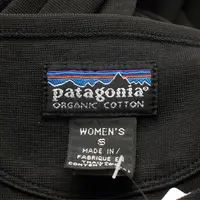 patagonia
ORGANIC COTTON
WOMEN'S
S
MADE IN/
FABRIQUE